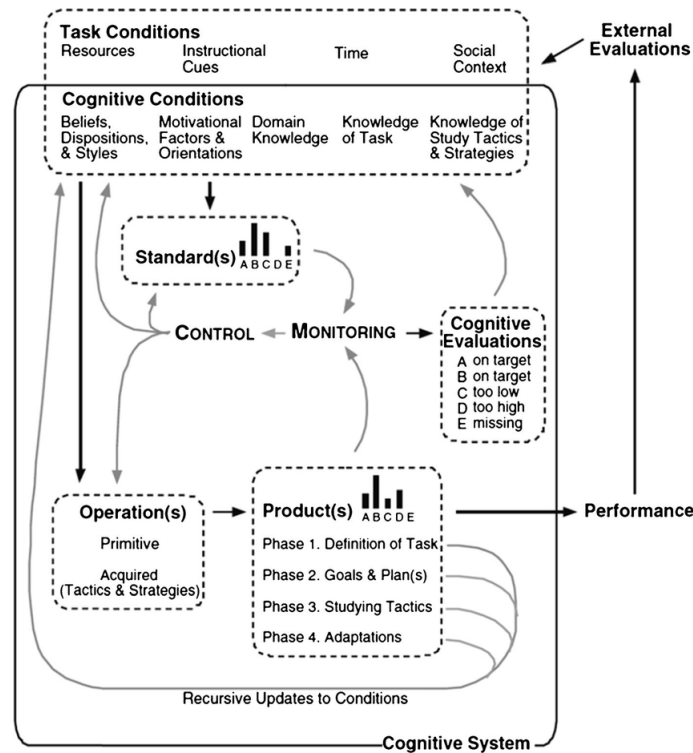 Task Conditions
Resources
Instructional
Cues
Time
Social
Context
External
Evaluations
Cognitive Conditions
Beliefs,
Dispositions,
& Styles
Motivational
Factors &
Orientations
Domain
Knowledge
Knowledge
of Task
Knowledge of
Study Tactics
& Strategies
Standard(s)
A B C D E
CONTROL
MONITORING
Cognitive
Evaluations
A on target
B on target
C too low
D too high
E missing
Operation(s)
Primitive
Acquired
(Tactics & Strategies)
Product(s)
A B C D E
Phase 1. Definition of Task
Phase 2. Goals & Plan(s)
Phase 3. Studying Tactics
Phase 4. Adaptations
Performance
Recursive Updates to Conditions
Cognitive System